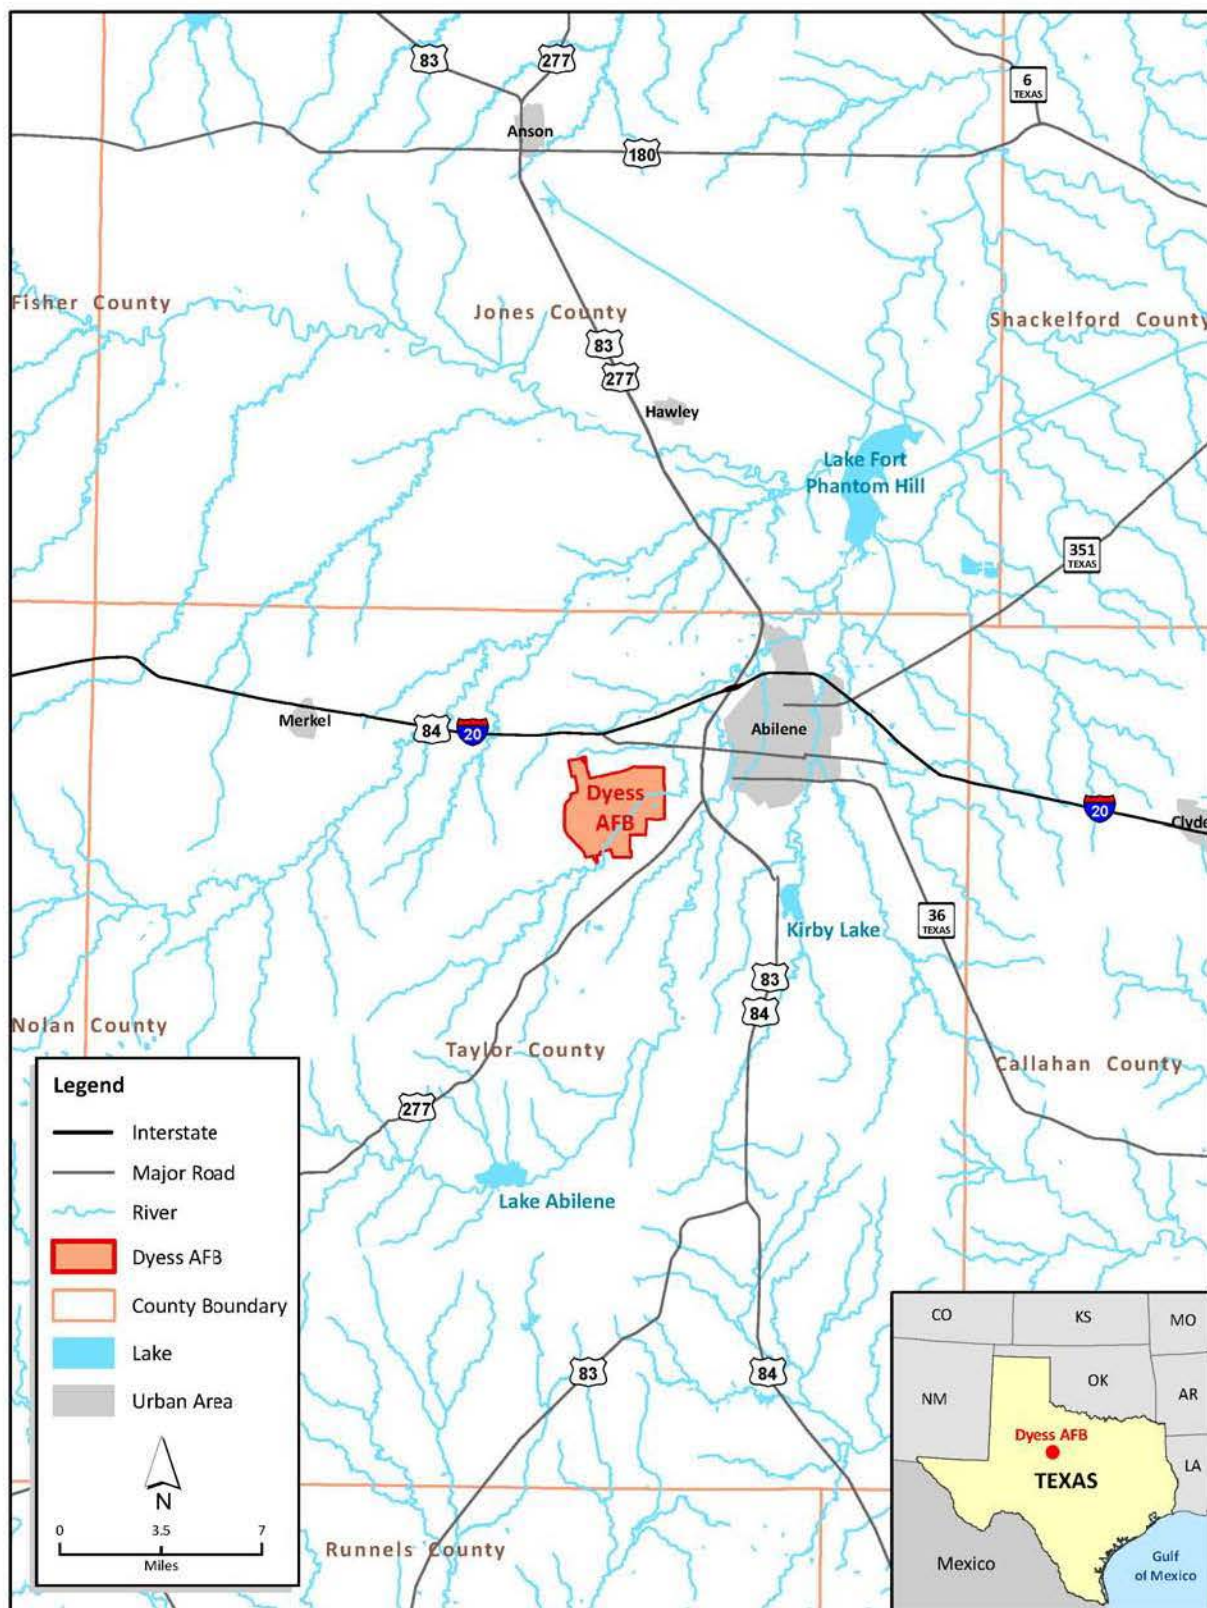 83
277
6
TEXAS
Anson
180
Fisher County
Jones County
Shackelford County
83
277
Hawley
Lake Fort
Phantom Hill
351
TEXAS
Merkel
84
20
Abilene
Dyess
AFB
20
Clyde
36
TEXAS
Kirby Lake
83
84
Nolan County
Taylor County
Callahan County
277
Lake Abilene
83
84
Runnels County
Legend
Interstate
Major Road
River
Dyess AFB
County Boundary
Lake
Urban Area
N
0 3.5 7
Miles
CO
KS
MO
NM
OK
AR
Dyess AFB
TEXAS
LA
Mexico
Gulf
of Mexico